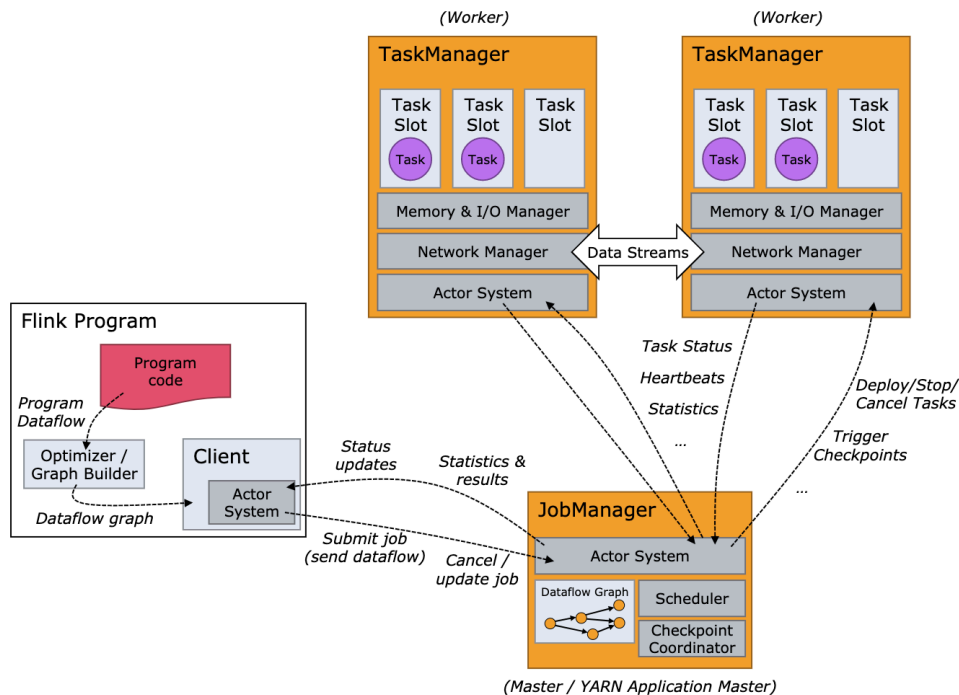 (Worker)
TaskManager
Task
Slot
Task
Task
Slot
Task
Task
Slot
Memory & I/O Manager
Network Manager
Actor System
(Worker)
TaskManager
Task
Slot
Task
Task
Slot
Task
Task
Slot
Memory & I/O Manager
Network Manager
Actor System
Data Streams
Flink Program
Program
code
Program
Dataflow
Optimizer /
Graph Builder
Dataflow graph
Client
Actor
System
Status
updates
Statistics &
results
Submit job
(send dataflow)
Cancel /
update job
Task Status
Heartbeats
Statistics
...
Deploy/Stop/
Cancel Tasks
Trigger
Checkpoints
...
JobManager
Actor System
Dataflow Graph
Scheduler
Checkpoint
Coordinator
(Master / YARN Application Master)